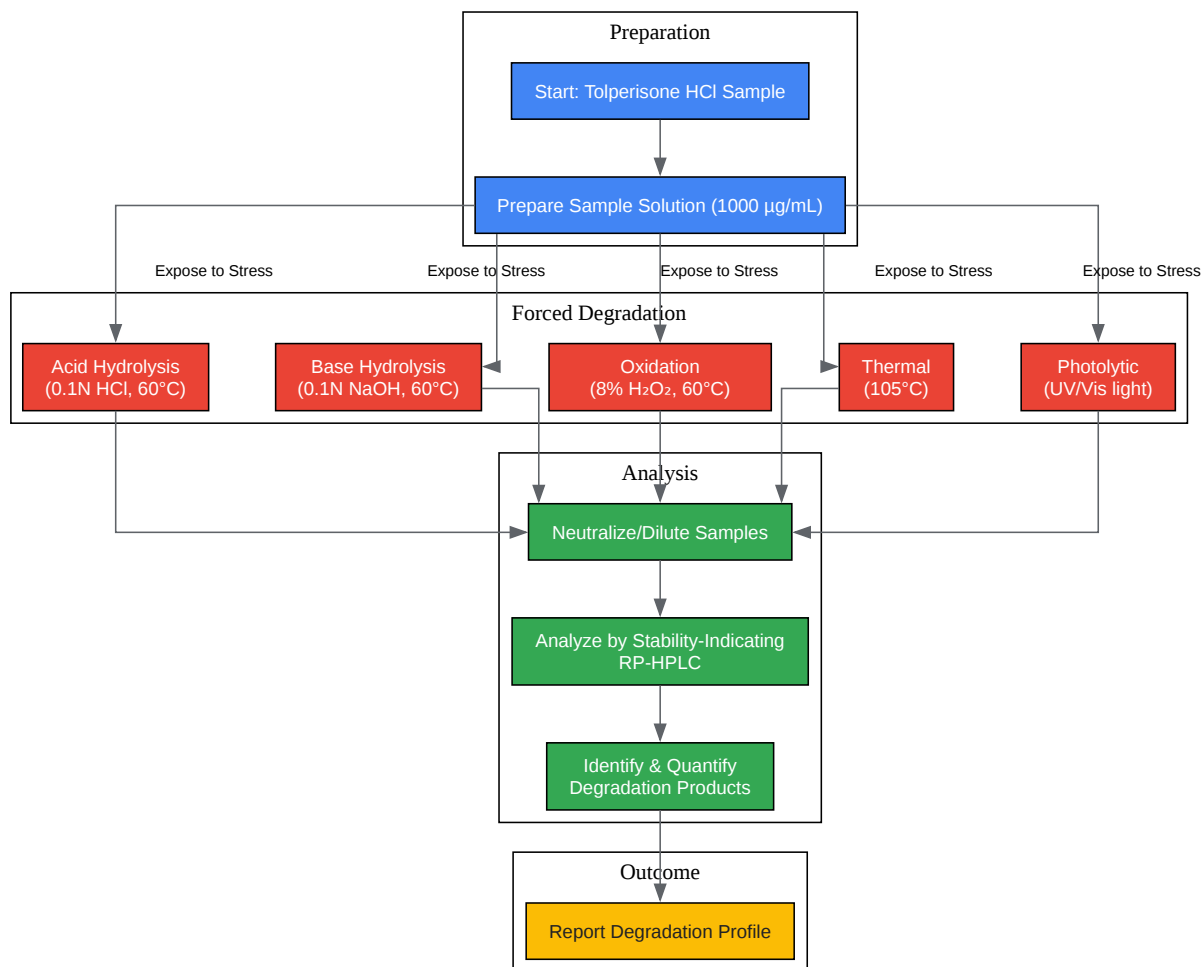 Preparation
Start: Tolperisone HCl Sample
Prepare Sample Solution (1000 µg/mL)
Expose to Stress
Expose to Stress
Expose to Stress
Expose to Stress
Expose to Stress
Forced Degradation
Acid Hydrolysis
(0.1N HCl, 60°C)
Base Hydrolysis
(0.1N NaOH, 60°C)
Oxidation
(8% H₂O₂, 60°C)
Thermal
(105°C)
Photolytic
(UV/Vis light)
Analysis
Neutralize/Dilute Samples
Analyze by Stability-Indicating
RP-HPLC
Identify & Quantify
Degradation Products
Outcome
Report Degradation Profile